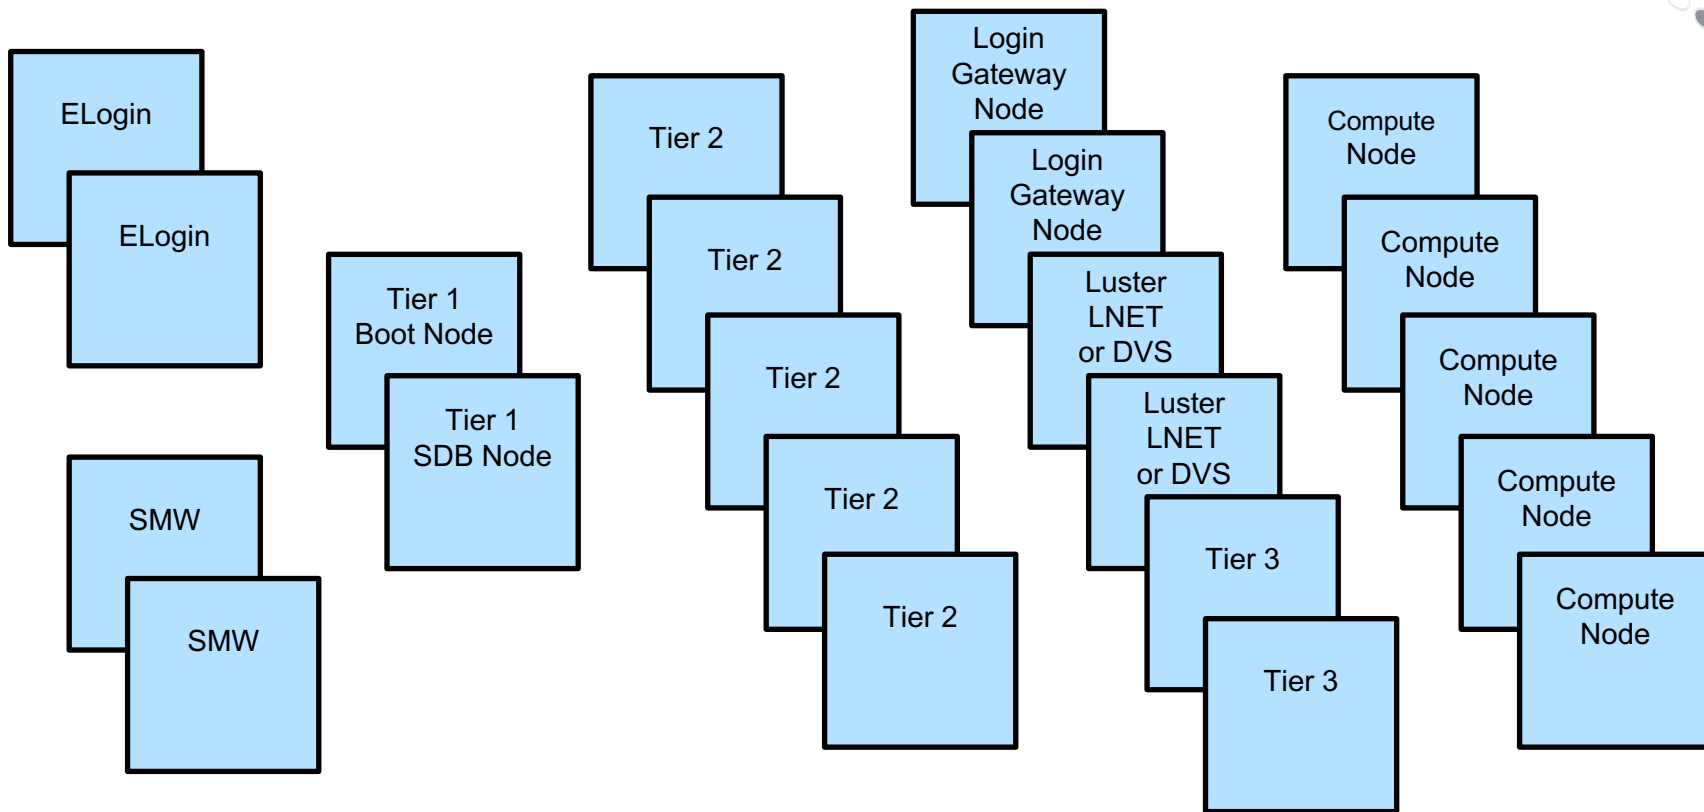 ELogin
ELogin
SMW
SMW
Tier 1
Boot Node
Tier 1
SDB Node
Tier 2
Tier 2
Tier 2
Tier 2
Tier 2
Login
Gateway
Node
Login
Gateway
Node
Luster
LNET
or DVS
Luster
LNET
or DVS
Tier 3
Tier 3
Compute
Node
Compute
Node
Compute
Node
Compute
Node
Compute
Node